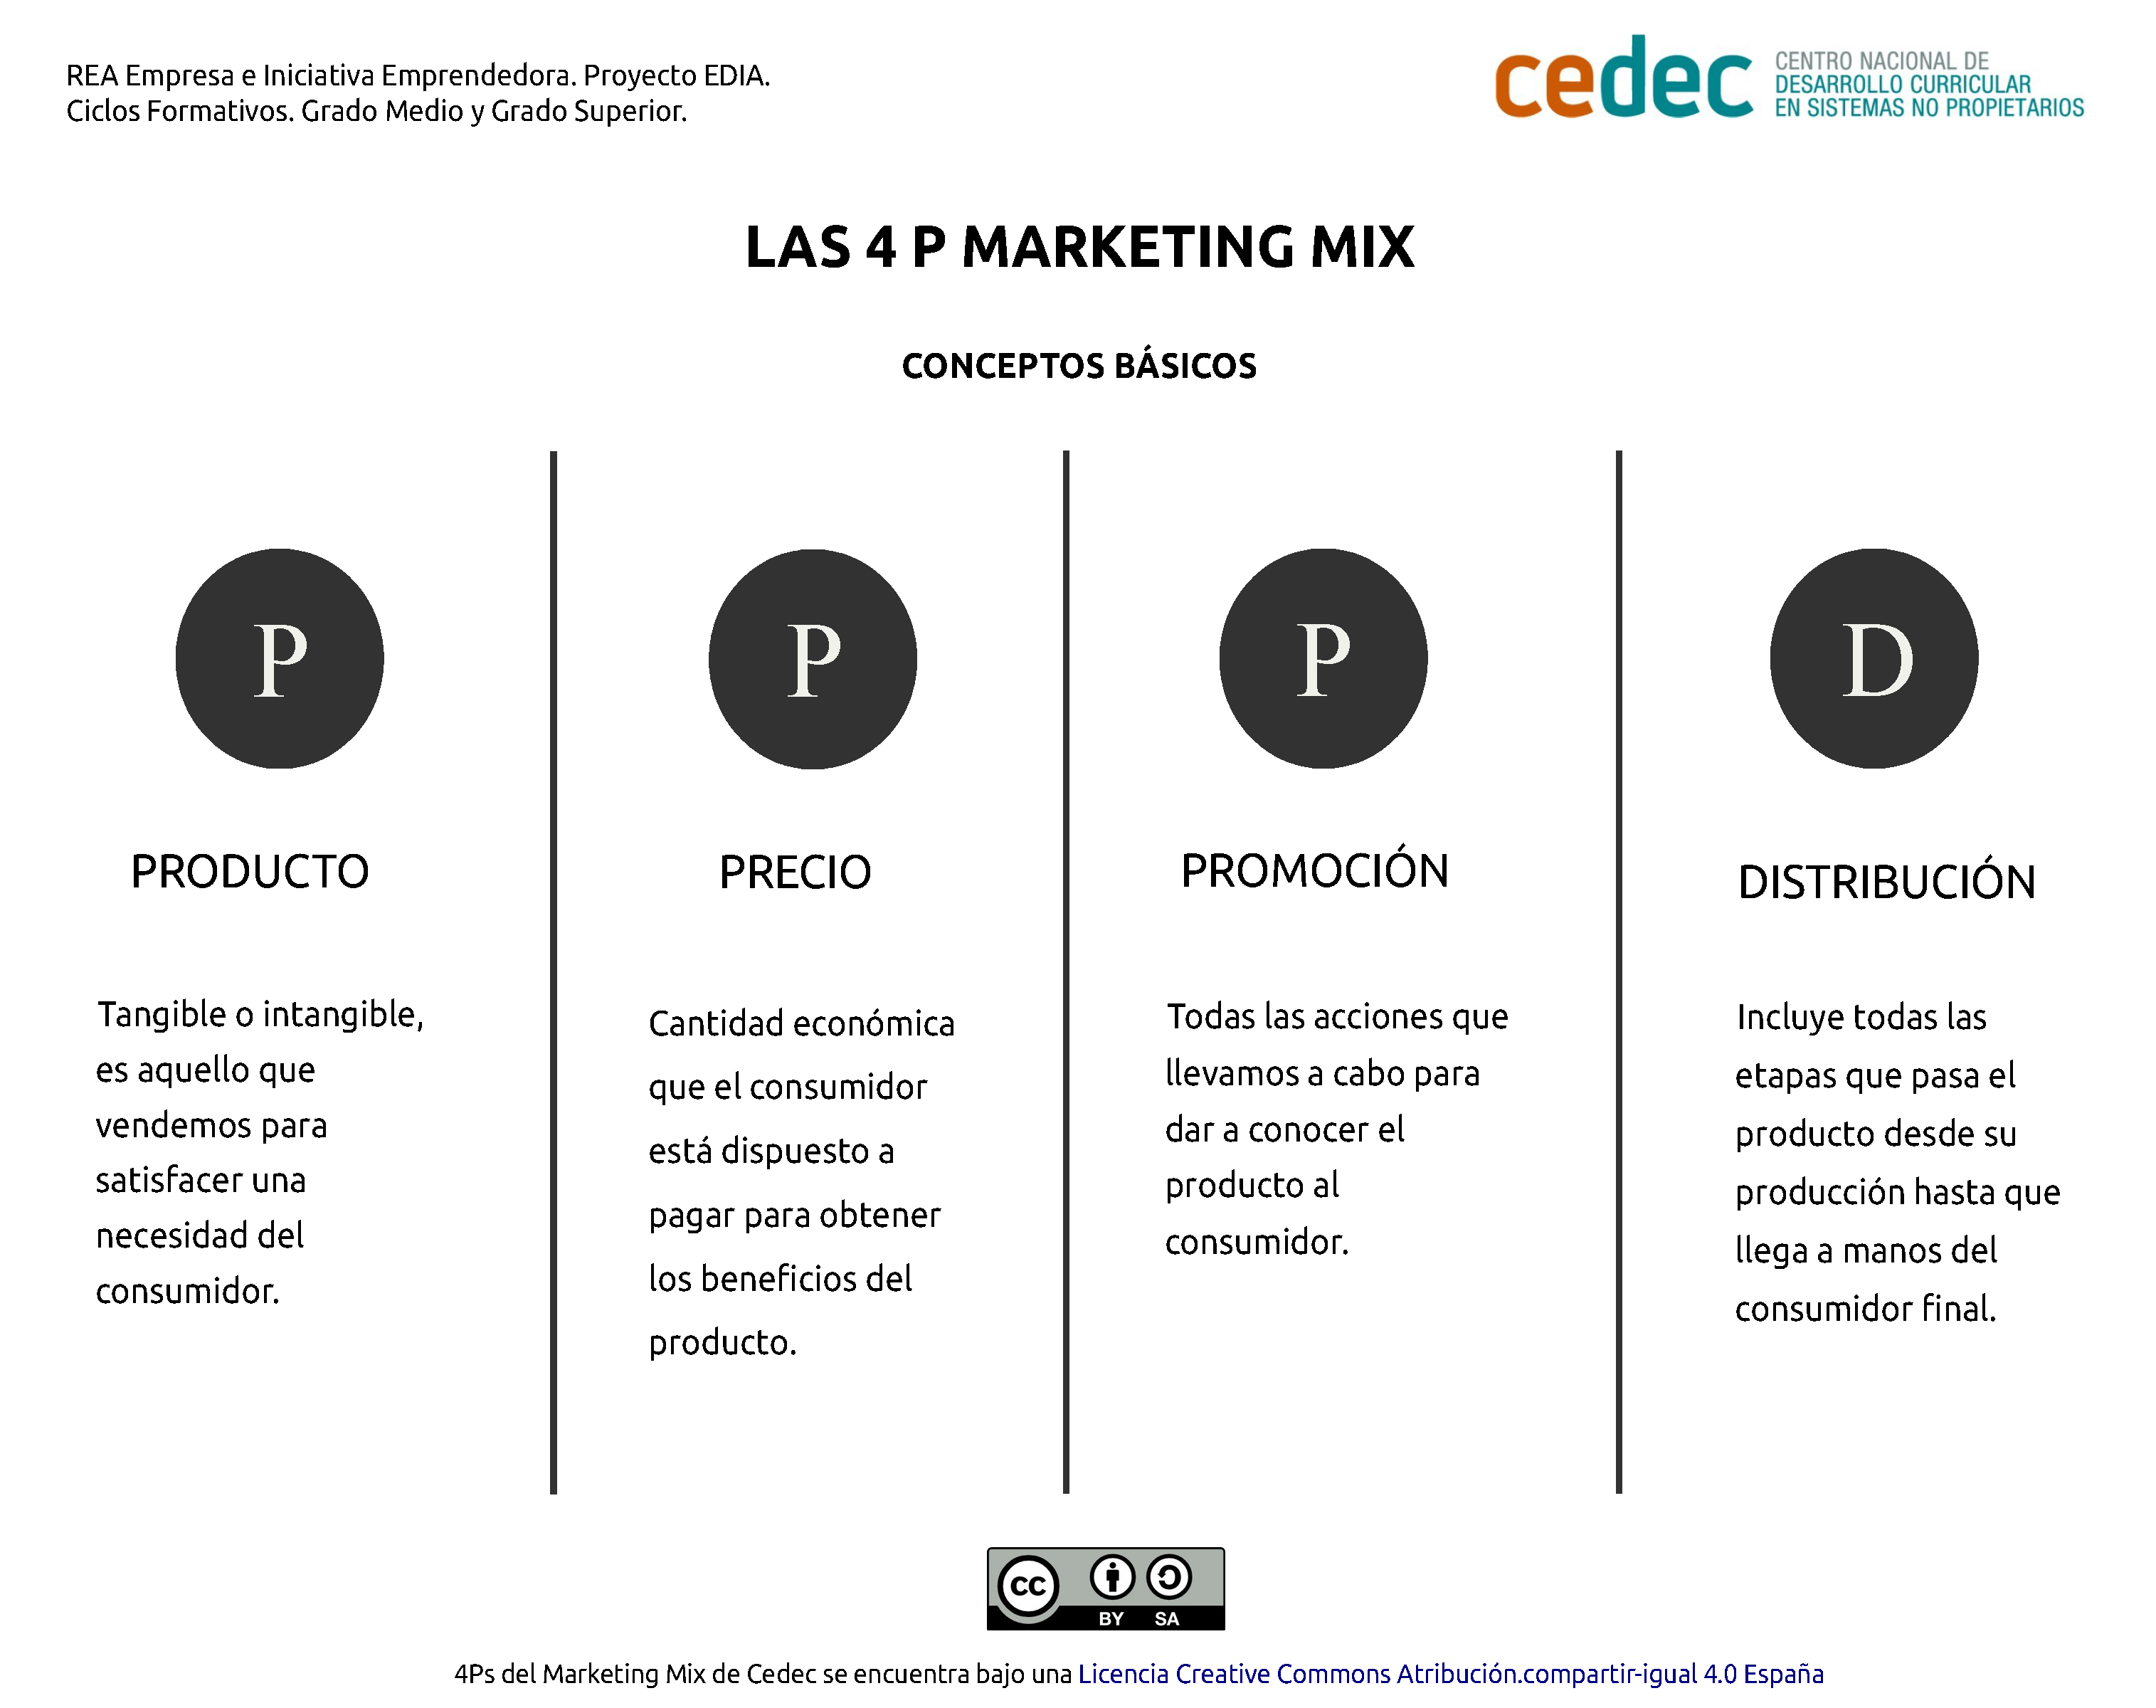 REA Empresa e Iniciativa Emprendedora. Proyecto EDIA.
Ciclos Formativos. Grado Medio y Grado Superior.
cedec
CENTRO NACIONAL DE
DESARROLLO CURRICULAR
EN SISTEMAS NO PROPIETARIOS
LAS 4 P MARKETING MIX
CONCEPTOS BÁSICOS
P
PRODUCTO
Tangible o intangible,
es aquello que
vendemos para
satisfacer una
necesidad del
consumidor.
P
PRECIO
Cantidad económica
que el consumidor
está dispuesto a
pagar para obtener
los beneficios del
producto.
P
PROMOCIÓN
Todas las acciones que
llevamos a cabo para
dar a conocer el
producto al
consumidor.
D
DISTRIBUCIÓN
Incluye todas las
etapas que pasa el
producto desde su
producción hasta que
llega a manos del
consumidor final.
cc
BY SA
4Ps del Marketing Mix de Cedec se encuentra bajo una Licencia Creative Commons Atribución.compartir-igual 4.0 España